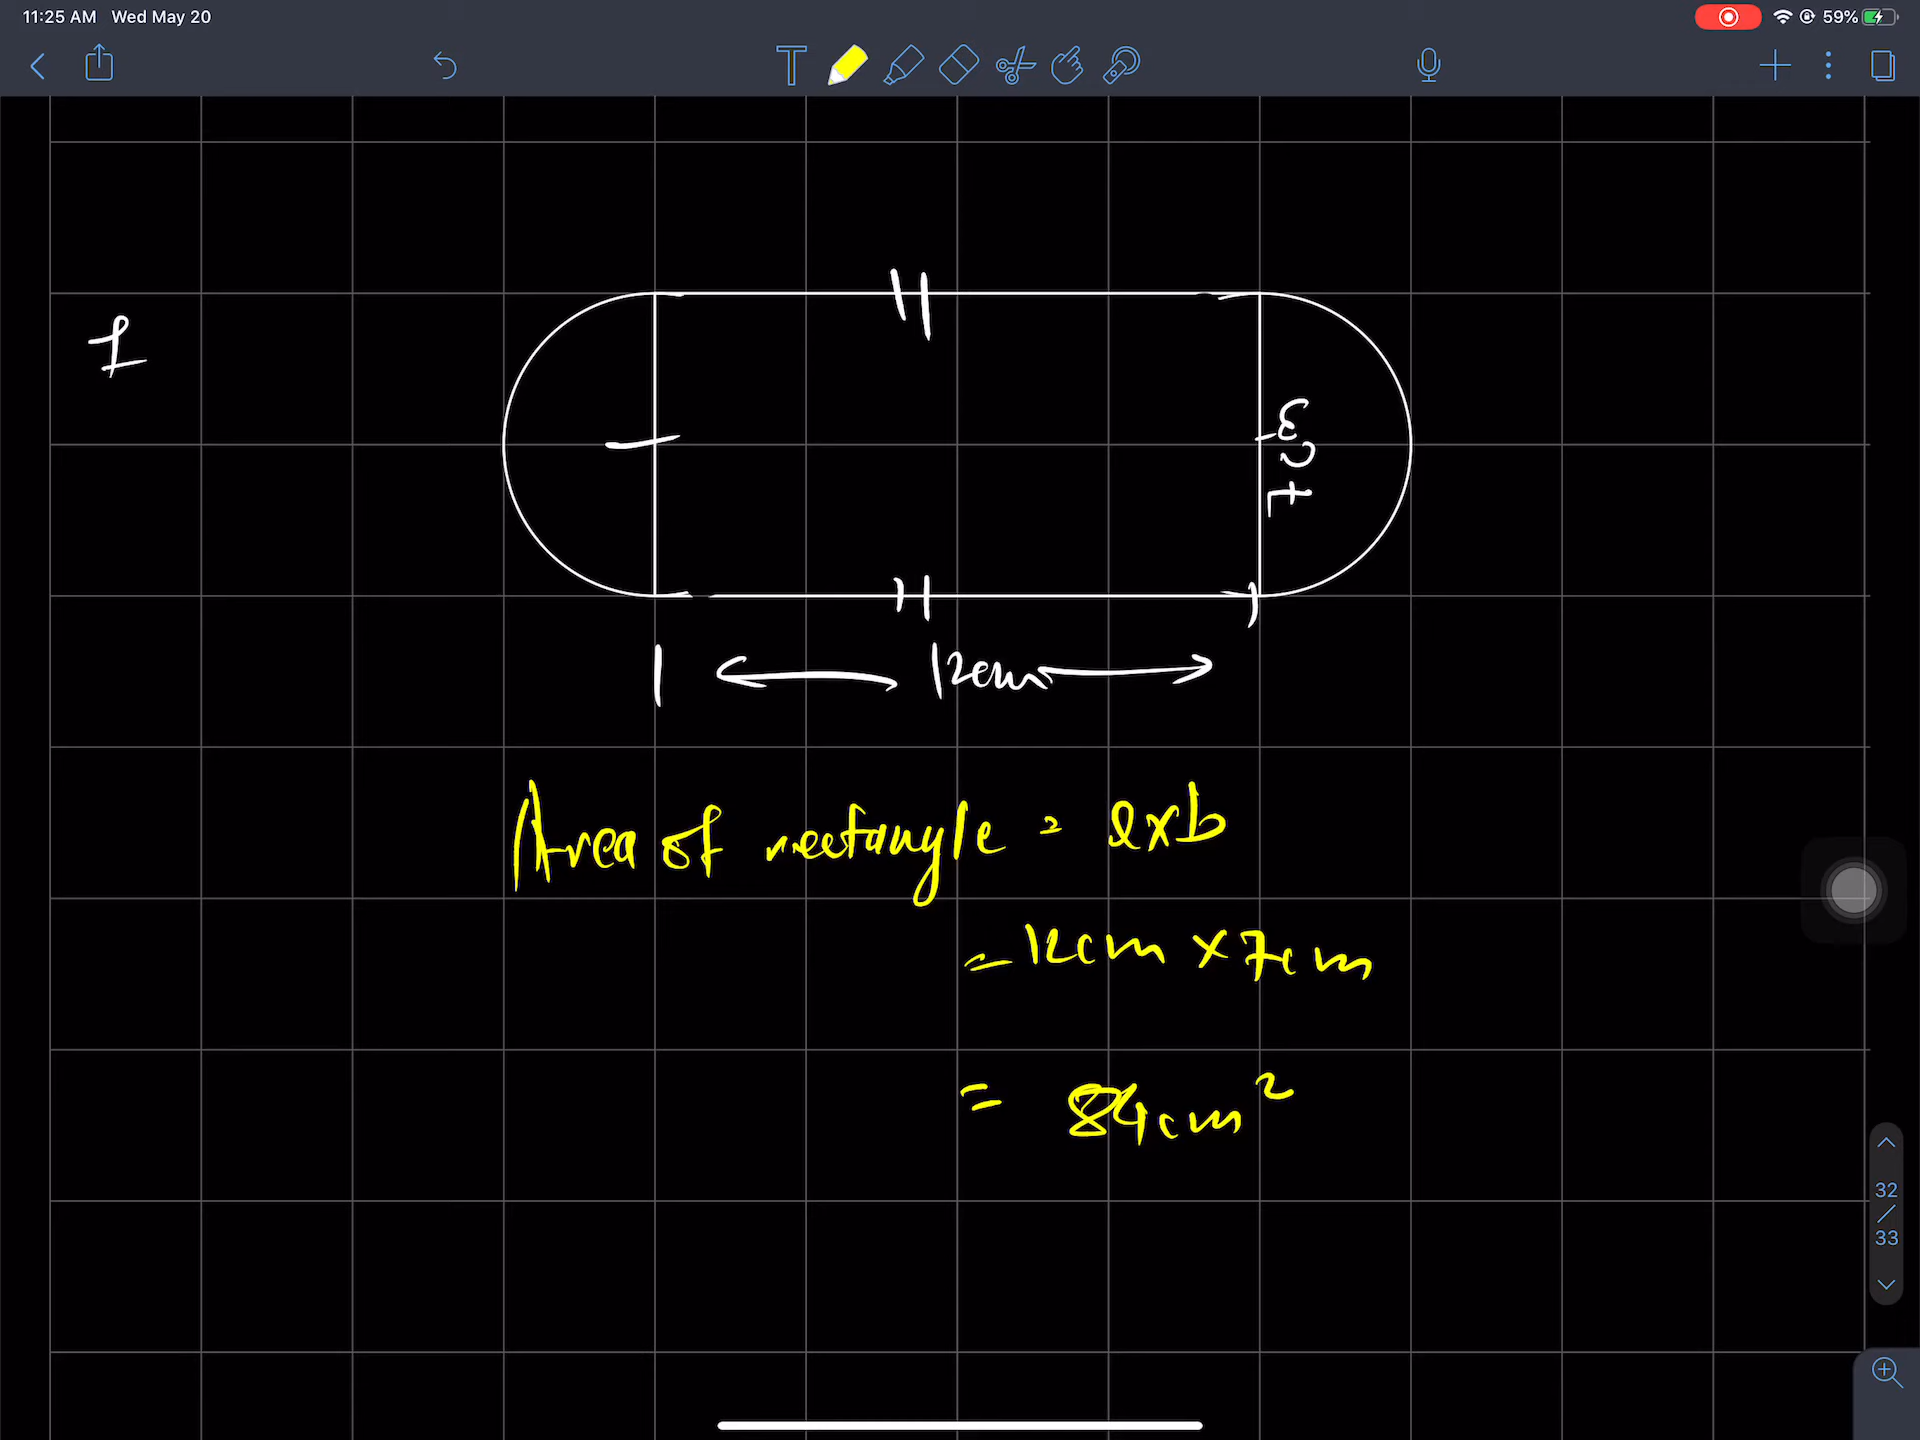 11:25 AM Wed May 20
59%
1
7cm
12cm
Area of rectangle = l×b
= 12cm × 7cm
= 84cm²
32
/
33